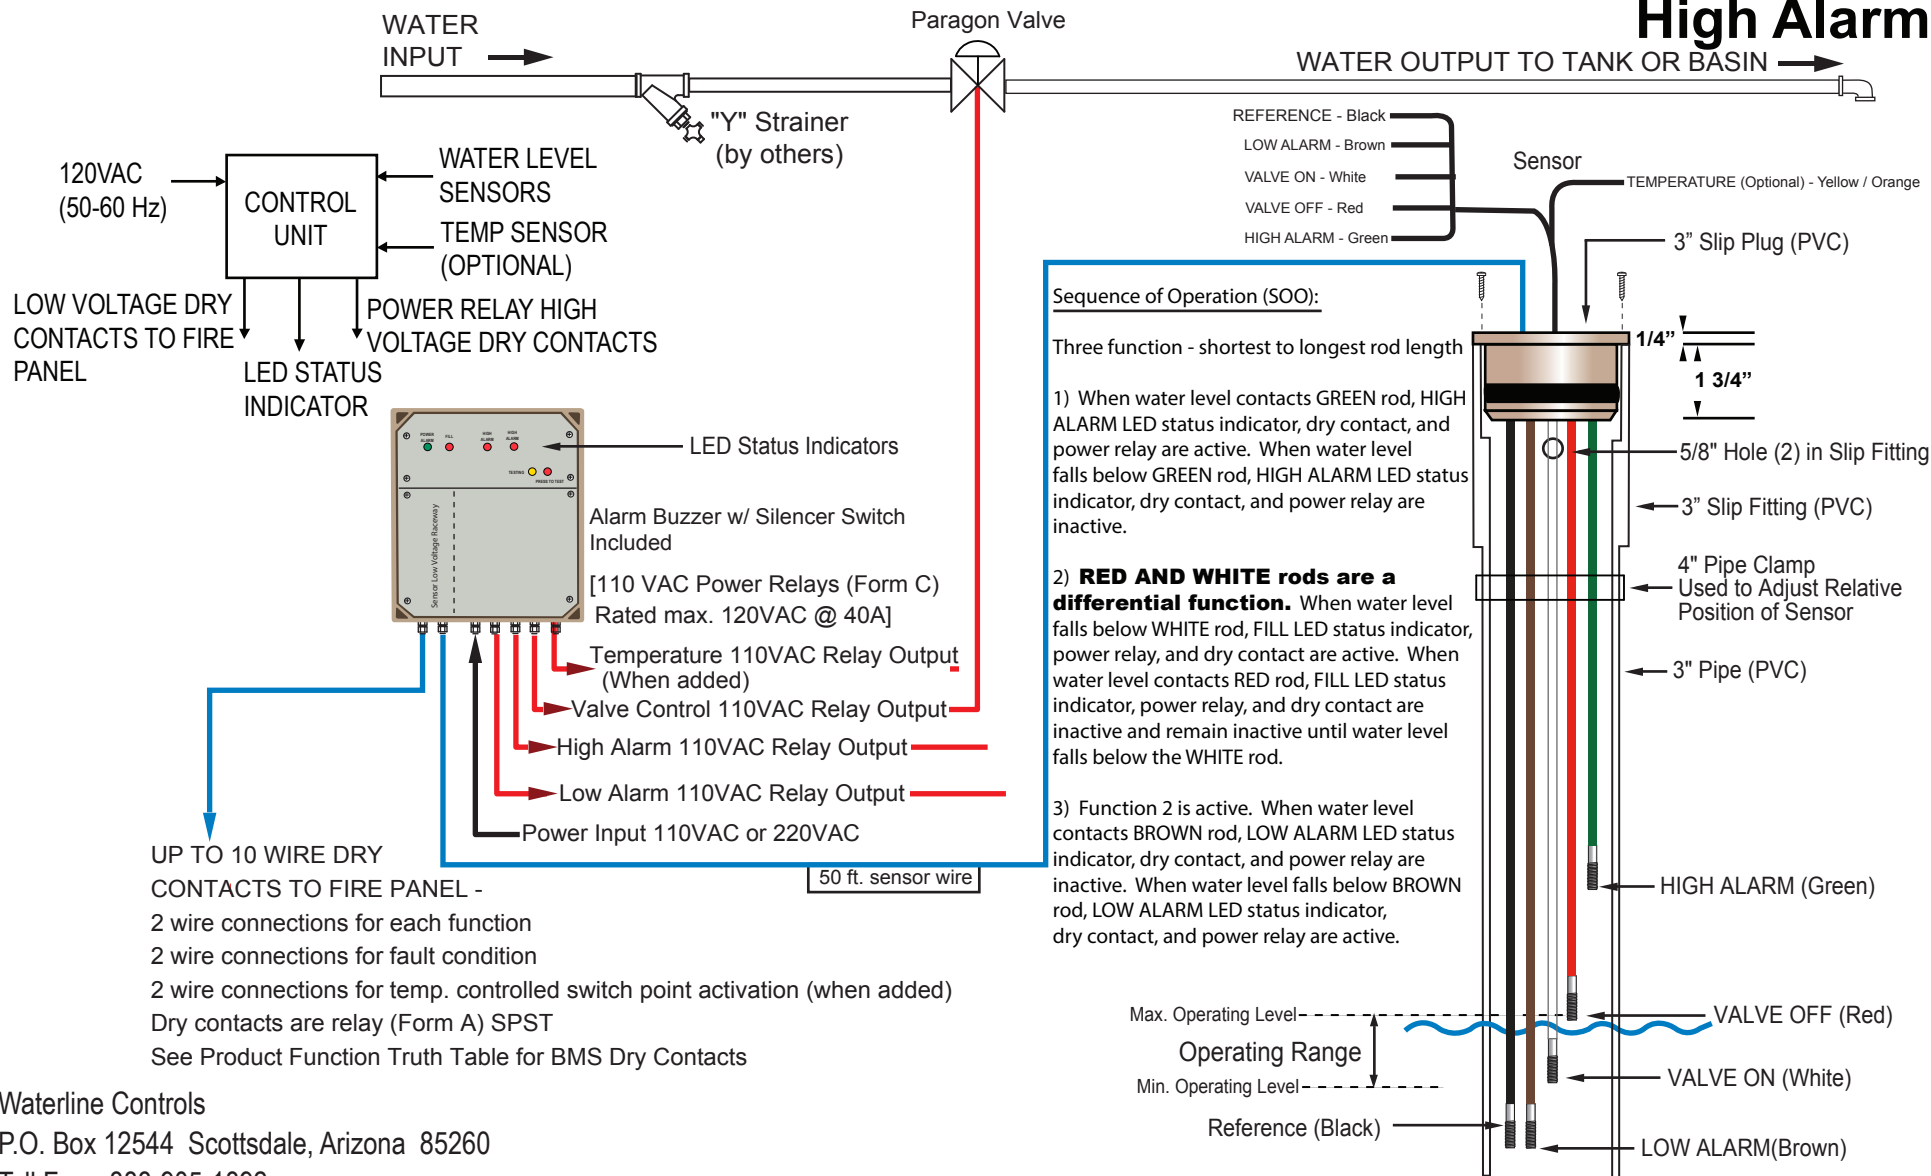 High Alarm
WATER
INPUT
Paragon Valve
WATER OUTPUT TO TANK OR BASIN
"Y" Strainer
(by others)
120VAC
(50-60 Hz)
CONTROL
UNIT
WATER LEVEL
SENSORS
TEMP SENSOR
(OPTIONAL)
LOW VOLTAGE DRY
CONTACTS TO FIRE
PANEL
LED STATUS
INDICATOR
POWER RELAY HIGH
VOLTAGE DRY CONTACTS
REFERENCE - Black
LOW ALARM - Brown
VALVE ON - White
VALVE OFF - Red
HIGH ALARM - Green
Sensor
TEMPERATURE (Optional) - Yellow / Orange
3” Slip Plug (PVC)
1/4”
1 3/4”
5/8" Hole (2) in Slip Fitting
3” Slip Fitting (PVC)
4" Pipe Clamp
Used to Adjust Relative
Position of Sensor
3" Pipe (PVC)
HIGH ALARM (Green)
VALVE OFF (Red)
VALVE ON (White)
LOW ALARM(Brown)
Reference (Black)
Max. Operating Level
Operating Range
Min. Operating Level
Sequence of Operation (SOO):
Three function - shortest to longest rod length
1) When water level contacts GREEN rod, HIGH
ALARM LED status indicator, dry contact, and
power relay are active. When water level
falls below GREEN rod, HIGH ALARM LED status
indicator, dry contact, and power relay are
inactive.
2) RED AND WHITE rods are a
differential function. When water level
falls below WHITE rod, FILL LED status indicator,
power relay, and dry contact are active. When
water level contacts RED rod, FILL LED status
indicator, power relay, and dry contact are
inactive and remain inactive until water level
falls below the WHITE rod.
3) Function 2 is active. When water level
contacts BROWN rod, LOW ALARM LED status
indicator, dry contact, and power relay are
inactive. When water level falls below BROWN
rod, LOW ALARM LED status indicator,
dry contact, and power relay are active.
POWER
ALARM
FILL
HIGH
ALARM
HIGH
ALARM
TESTING
PRESS TO TEST
Sensor Low Voltage Raceway
LED Status Indicators
Alarm Buzzer w/ Silencer Switch
Included
[110 VAC Power Relays (Form C)
Rated max. 120VAC @ 40A]
Temperature 110VAC Relay Output
(When added)
Valve Control 110VAC Relay Output
High Alarm 110VAC Relay Output
Low Alarm 110VAC Relay Output
Power Input 110VAC or 220VAC
50 ft. sensor wire
UP TO 10 WIRE DRY
CONTACTS TO FIRE PANEL -
2 wire connections for each function
2 wire connections for fault condition
2 wire connections for temp. controlled switch point activation (when added)
Dry contacts are relay (Form A) SPST
See Product Function Truth Table for BMS Dry Contacts
Waterline Controls
P.O. Box 12544 Scottsdale, Arizona 85260